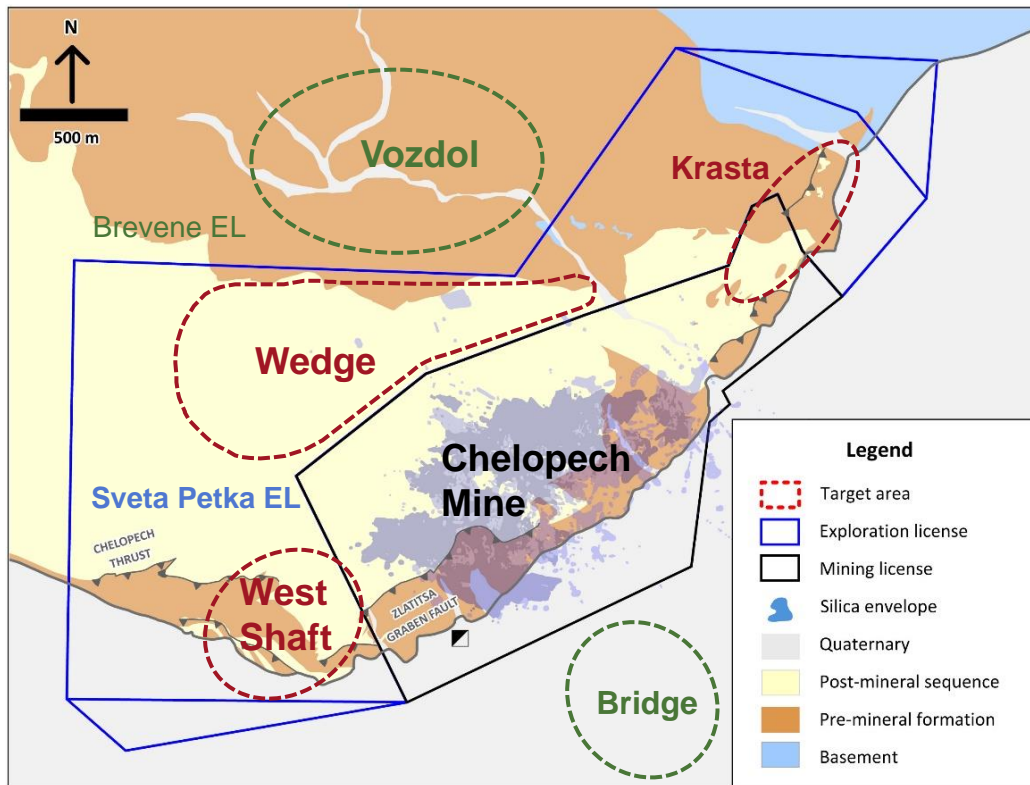 N
500 m
Vozdol
Krasta
Brevene EL
Wedge
Chelopech
Mine
Sveta Petka EL
CHELOPECH
THRUST
West
Shaft
ZLATITSA
GRABEN FAULT
Bridge
Legend
Target area
Exploration license
Mining license
Silica envelope
Quaternary
Post-mineral sequence
Pre-mineral formation
Basement